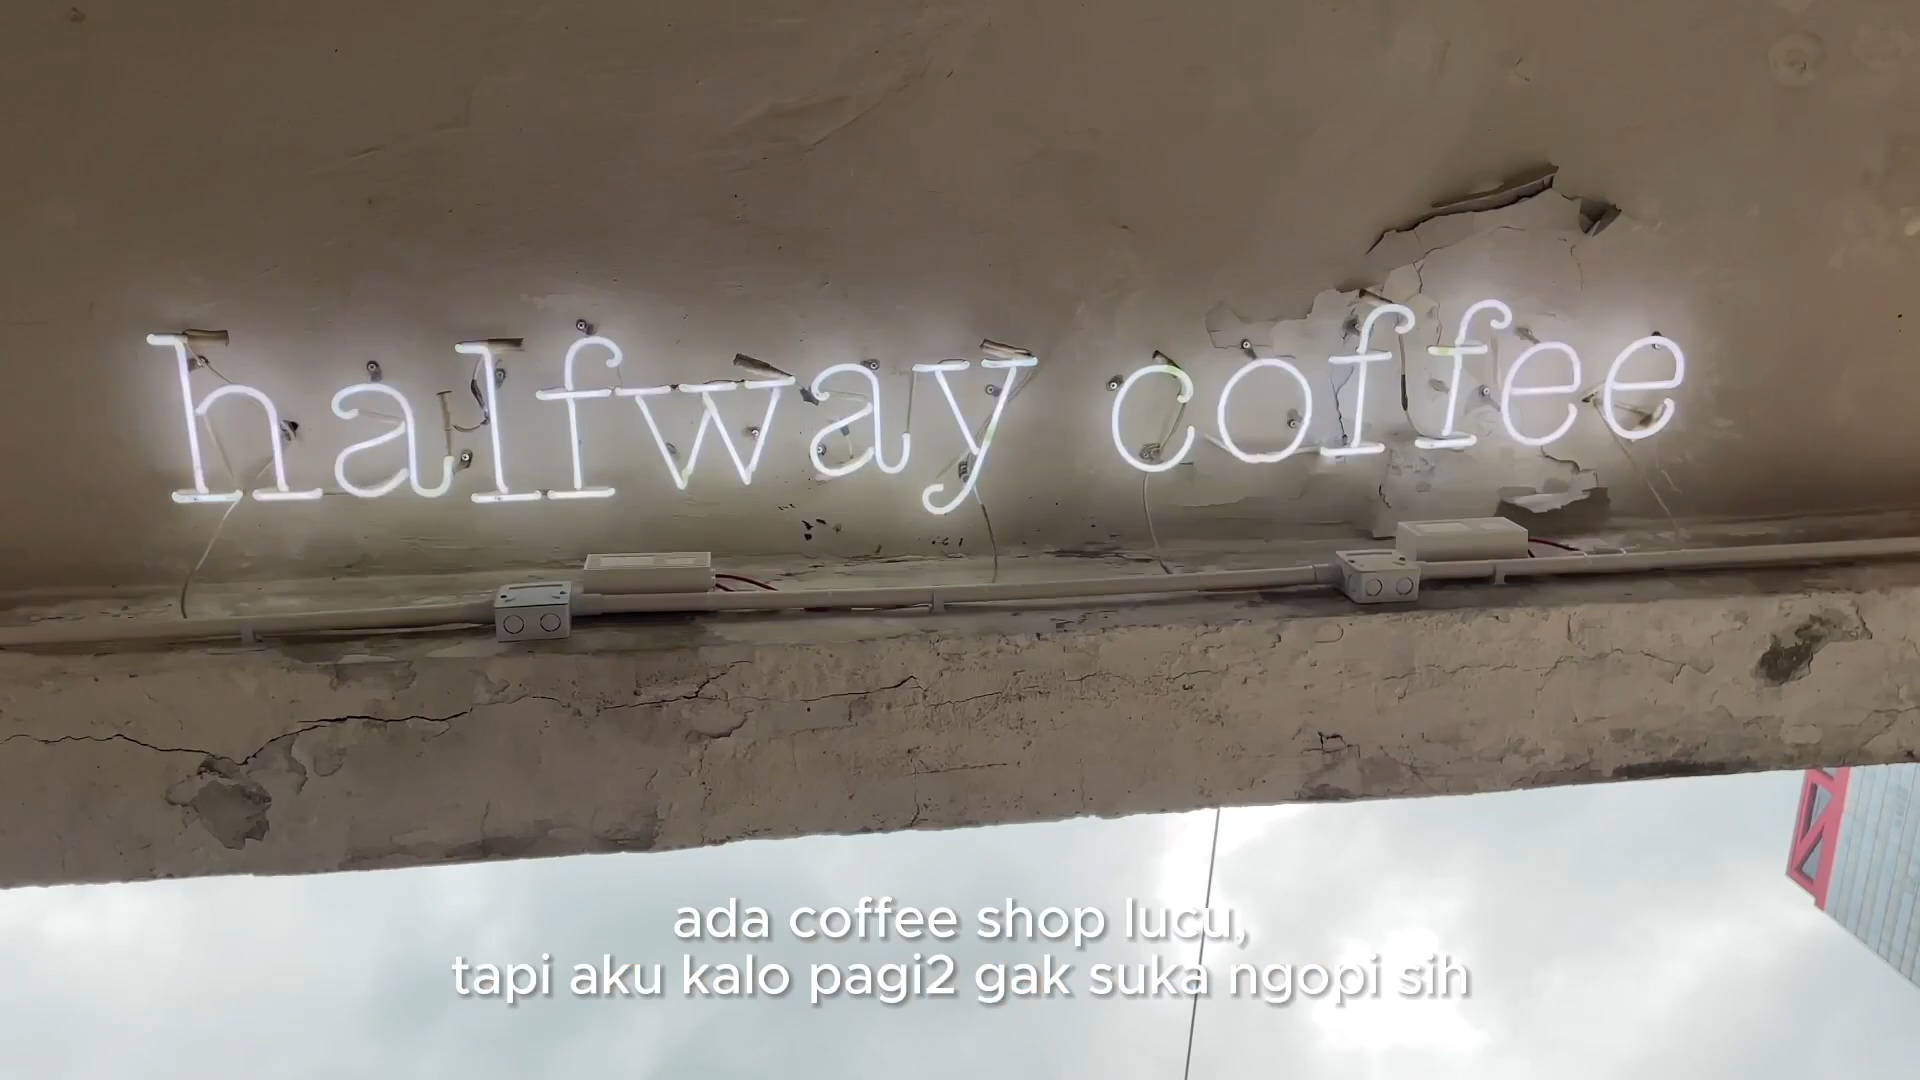 halfway coffee
ada coffee shop lucu,
tapi aku kalo pagi2 gak suka ngopi sih